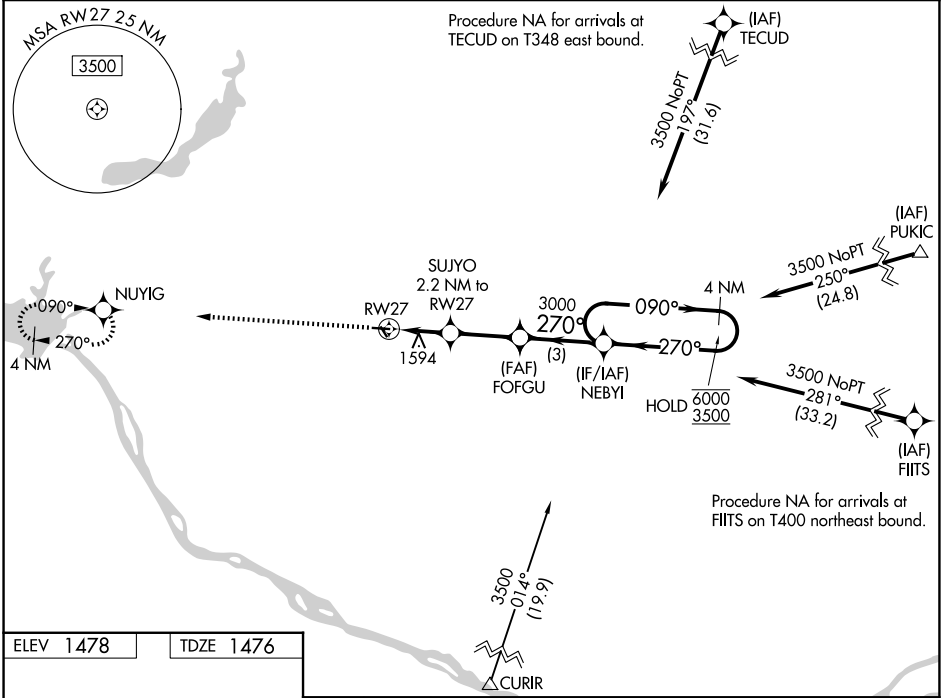 MSA RW27 25 NM
3500
Procedure NA for arrivals at
TECUD on T348 east bound.
(IAF)
TECUD
3500 NoPT
197°
(31.6)
(IAF)
PUKIC
3500 NoPT
250°
(24.8)
NUYIG
090°
270°
4 NM
RW27
1594
SUJYO
2.2 NM to
RW27
(FAF)
FOFGU
3000
270°
(3)
(IF/IAF)
NEBYI
090°
270°
4 NM
HOLD
6000
3500
3500 NoPT
281°
(33.2)
(IAF)
FIITS
Procedure NA for arrivals at
FIITS on T400 northeast bound.
3500
014°
(19.9)
CURIR
ELEV 1478
TDZE 1476